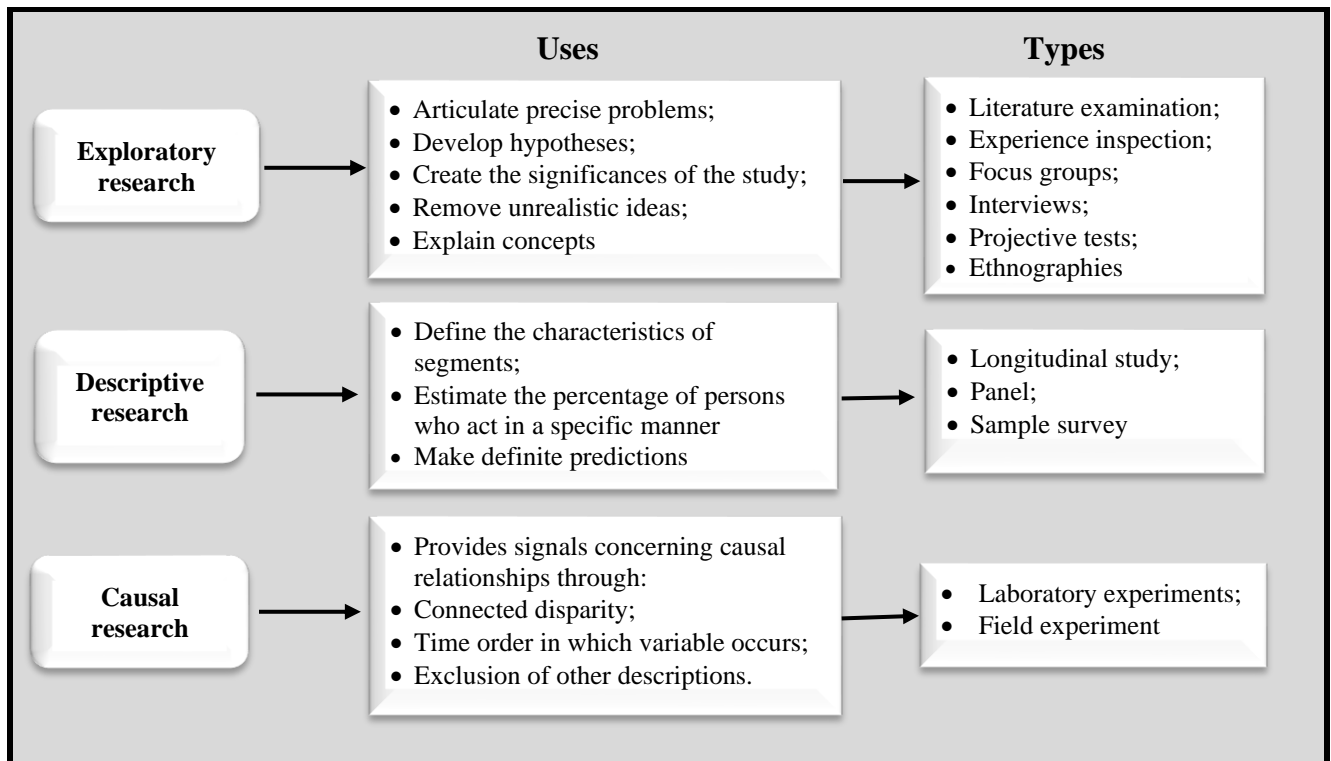 Uses
Types
Exploratory
research
• Articulate precise problems;
• Develop hypotheses;
• Create the significances of the study;
• Remove unrealistic ideas;
• Explain concepts
• Literature examination;
• Experience inspection;
• Focus groups;
• Interviews;
• Projective tests;
• Ethnographies
Descriptive
research
• Define the characteristics of
segments;
• Estimate the percentage of persons
who act in a specific manner
• Make definite predictions
• Longitudinal study;
• Panel;
• Sample survey
Causal
research
• Provides signals concerning causal
relationships through:
• Connected disparity;
• Time order in which variable occurs;
• Exclusion of other descriptions.
• Laboratory experiments;
• Field experiment